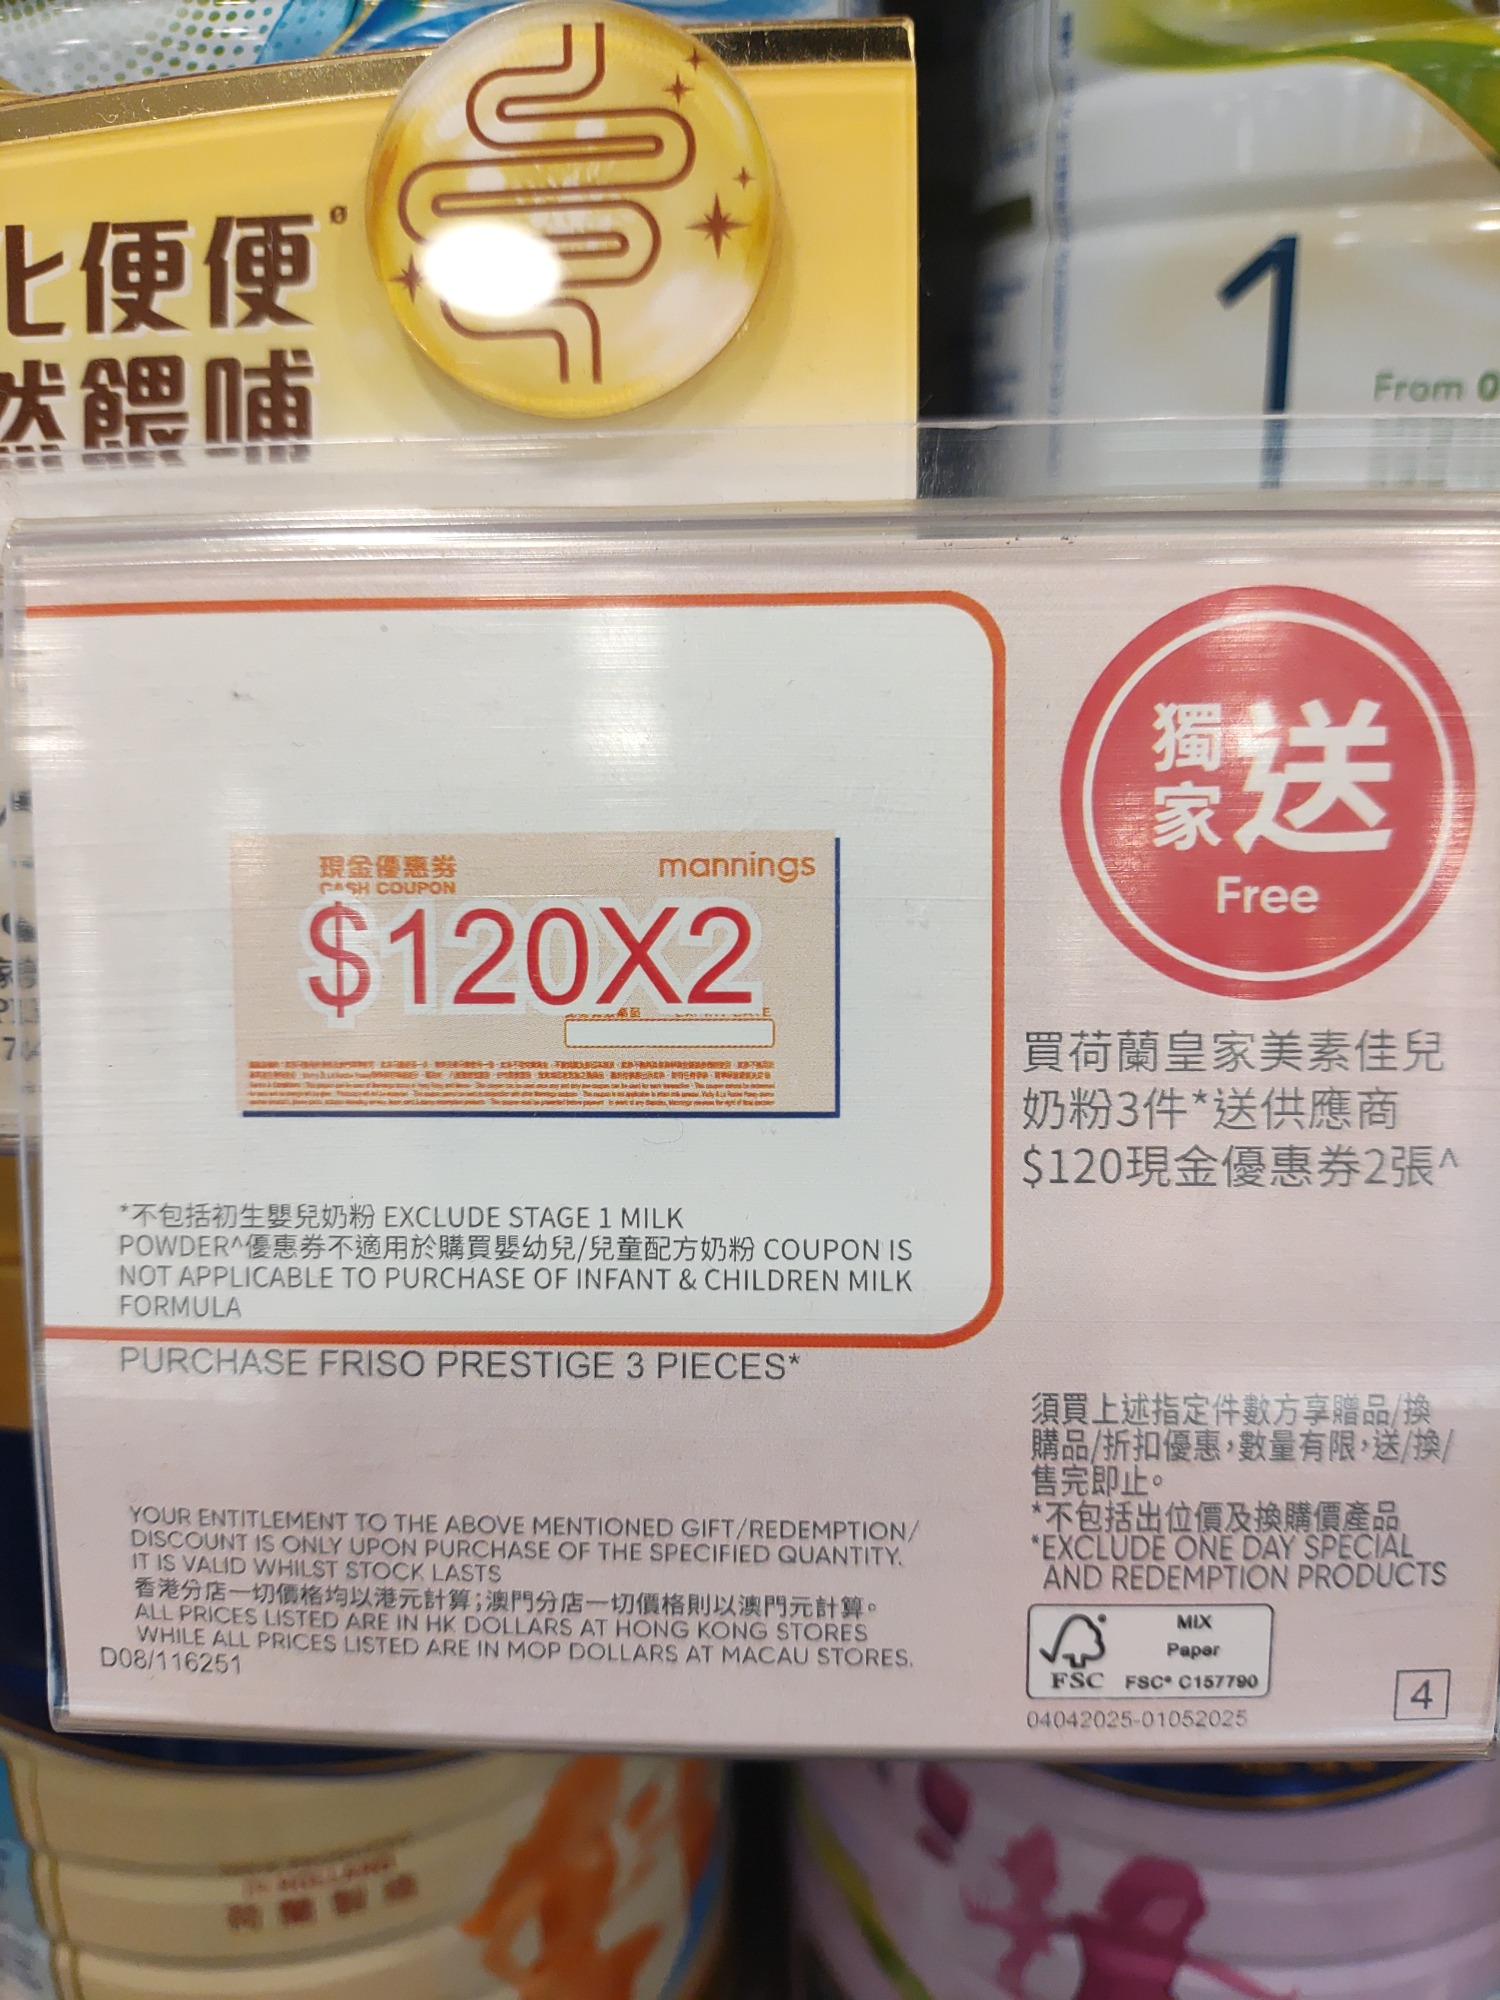 便便
餵哺
1
From 0
獨家
送
Free
現金優惠券
CASH COUPON
mannings
$120X2
買荷蘭皇家美素佳兒
奶粉3件*送供應商
$120現金優惠券2張^
*不包括初生嬰兒奶粉 EXCLUDE STAGE 1 MILK
POWDER^優惠券不適用於購買嬰幼兒/兒童配方奶粉 COUPON IS
NOT APPLICABLE TO PURCHASE OF INFANT & CHILDREN MILK
FORMULA
PURCHASE FRISO PRESTIGE 3 PIECES*
須買上述指定件數方享贈品/換
購品/折扣優惠，數量有限，送/換/
售完即止。
*不包括出位價及換購價產品
*EXCLUDE ONE DAY SPECIAL
AND REDEMPTION PRODUCTS
YOUR ENTITLEMENT TO THE ABOVE MENTIONED GIFT/REDEMPTION/
DISCOUNT IS ONLY UPON PURCHASE OF THE SPECIFIED QUANTITY.
IT IS VALID WHILST STOCK LASTS
香港分店一切價格均以港元計算；澳門分店一切價格則以澳門元計算。
ALL PRICES LISTED ARE IN HK DOLLARS AT HONG KONG STORES
WHILE ALL PRICES LISTED ARE IN MOP DOLLARS AT MACAU STORES.
D08/116251
FSC
MIX
Paper
FSC® C157790
4
04042025-01052025
荷蘭製造